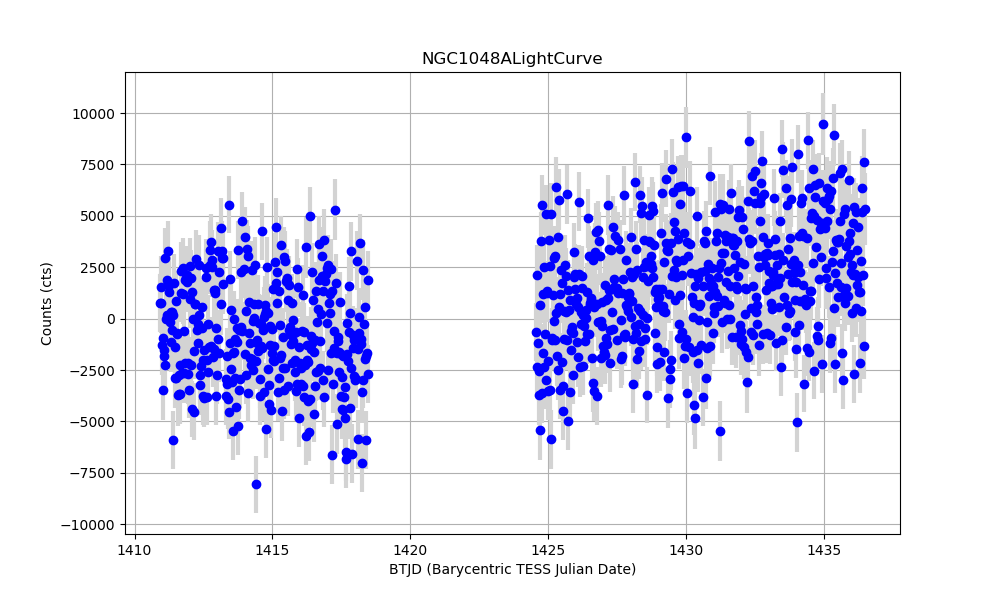 NGC1048ALightCurve
Counts (cts)
10000
7500
5000
2500
0
−2500
−5000
−7500
−10000
1410 1415 1420 1425 1430 1435
BTJD (Barycentric TESS Julian Date)